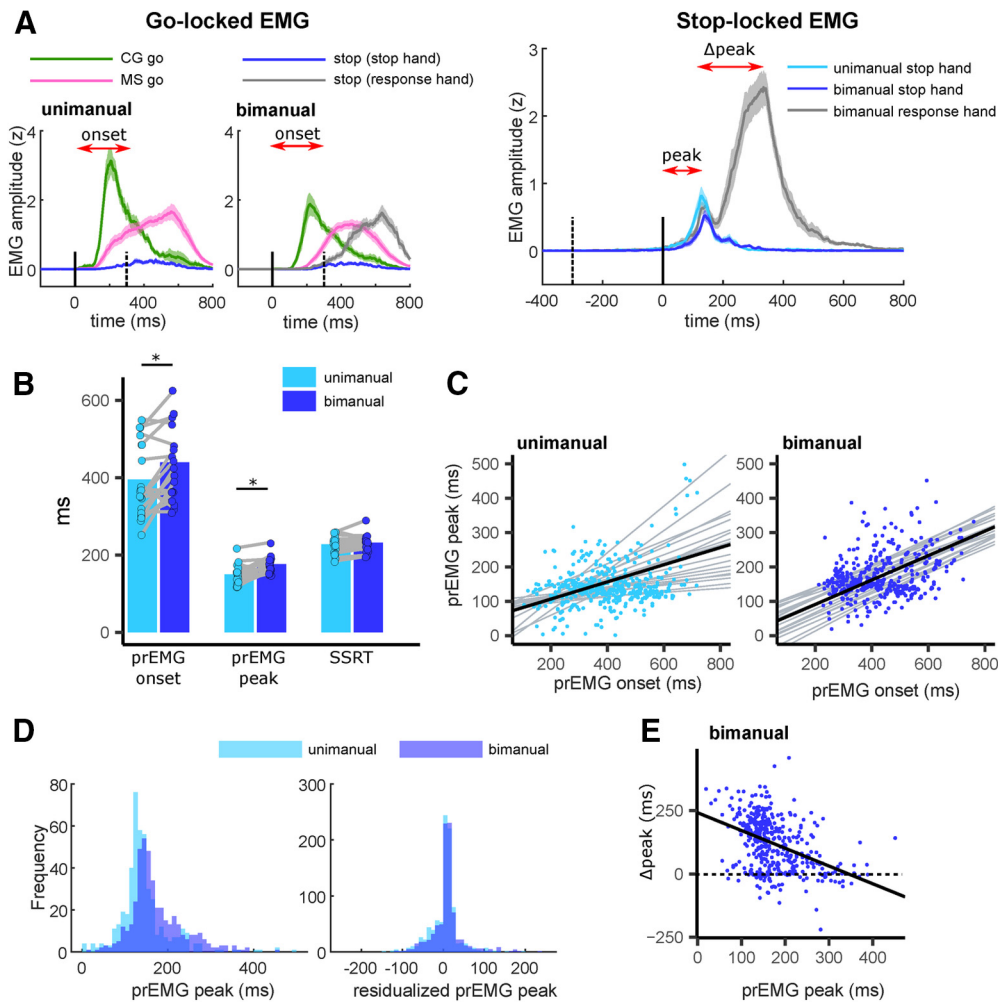 A
Go-locked EMG
CG go
MS go
stop (stop hand)
stop (response hand)
unimanual
bimanual
onset
onset
EMG amplitude (z)
4
2
0
4
2
0
0 400 800
0 400 800
time (ms)
time (ms)
Stop-locked EMG
Δpeak
unimanual stop hand
bimanual stop hand
bimanual response hand
peak
EMG amplitude (z)
3
2
1
0
-400 -200 0 200 400 600 800
time (ms)
B
*
*
unimanual
bimanual
ms
600
400
200
0
prEMG onset
prEMG peak
SSRT
C
unimanual
bimanual
prEMG peak (ms)
500
400
300
200
100
0
500
400
300
200
100
0
200 400 600 800
200 400 600 800
prEMG onset (ms)
prEMG onset (ms)
D
unimanual
bimanual
Frequency
80
60
40
20
0
300
200
100
0
0 200 400
-200 -100 0 100 200
prEMG peak (ms)
residualized prEMG peak
E
bimanual
Δpeak (ms)
250
0
−250
0 100 200 300 400
prEMG peak (ms)